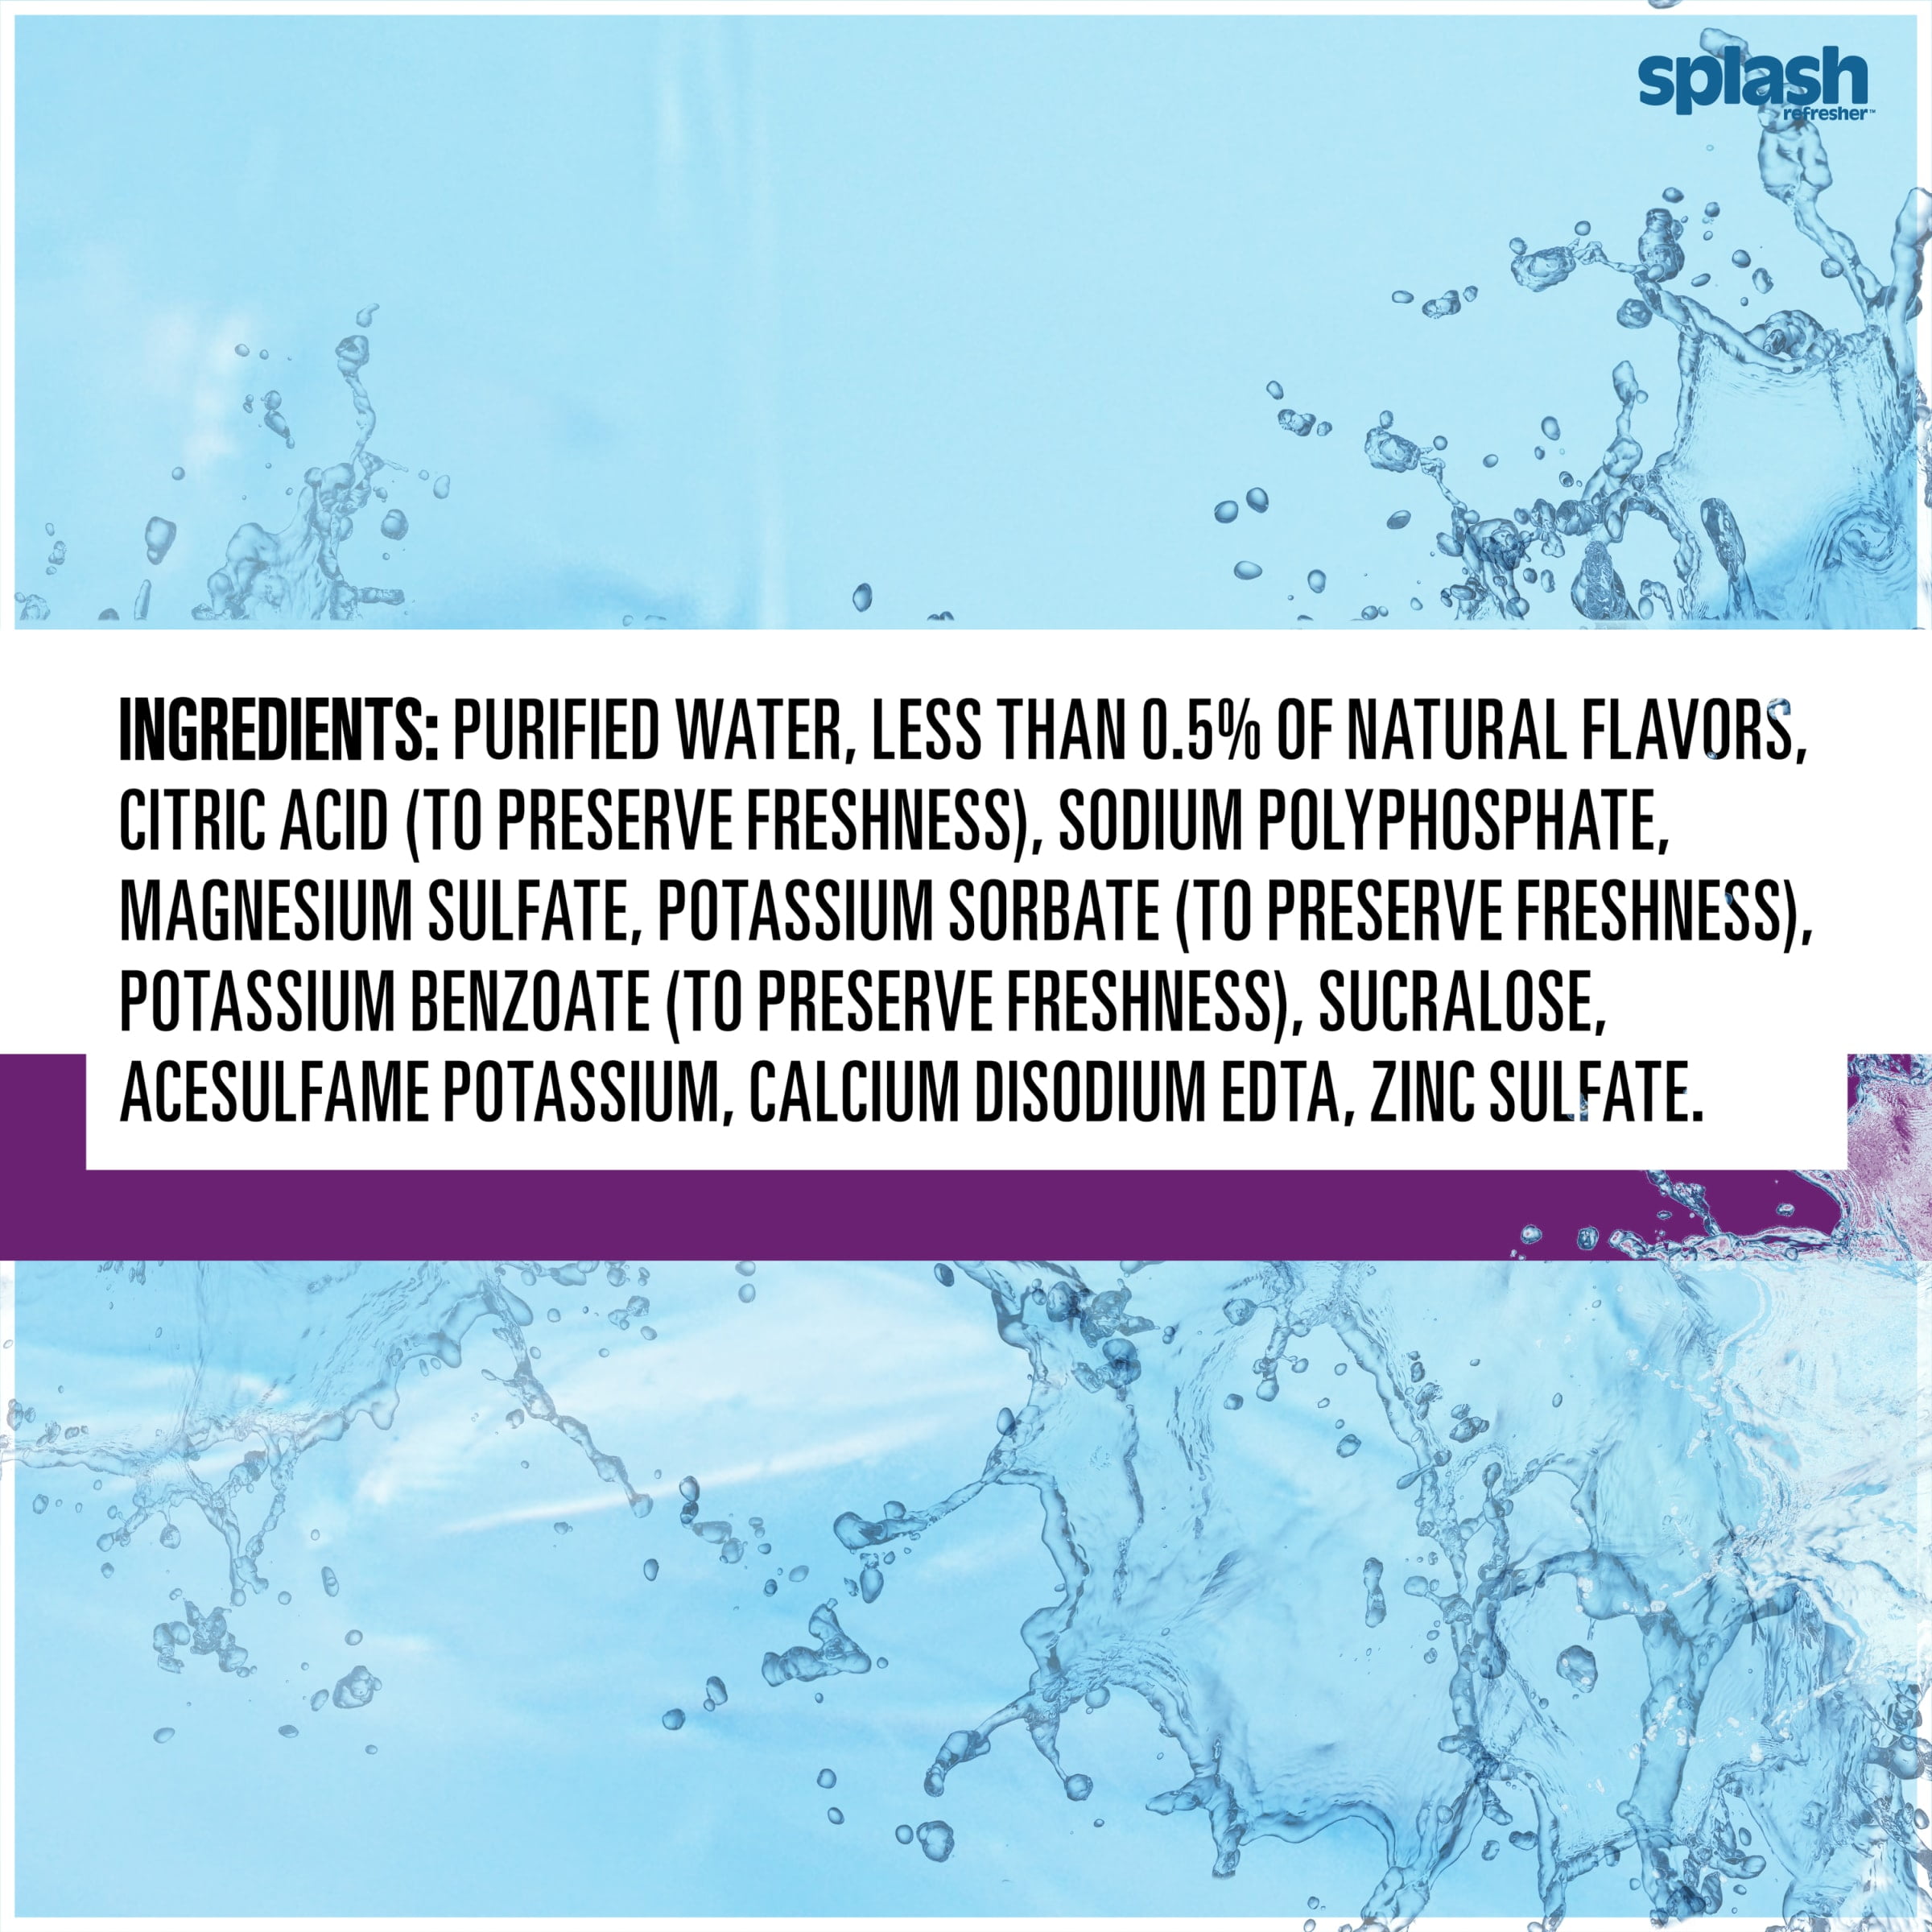 splash
refresher™
INGREDIENTS: PURIFIED WATER, LESS THAN 0.5% OF NATURAL FLAVORS,
CITRIC ACID (TO PRESERVE FRESHNESS), SODIUM POLYPHOSPHATE,
MAGNESIUM SULFATE, POTASSIUM SORBATE (TO PRESERVE FRESHNESS),
POTASSIUM BENZOATE (TO PRESERVE FRESHNESS), SUCRALOSE,
ACESULFAME POTASSIUM, CALCIUM DISODIUM EDTA, ZINC SULFATE.